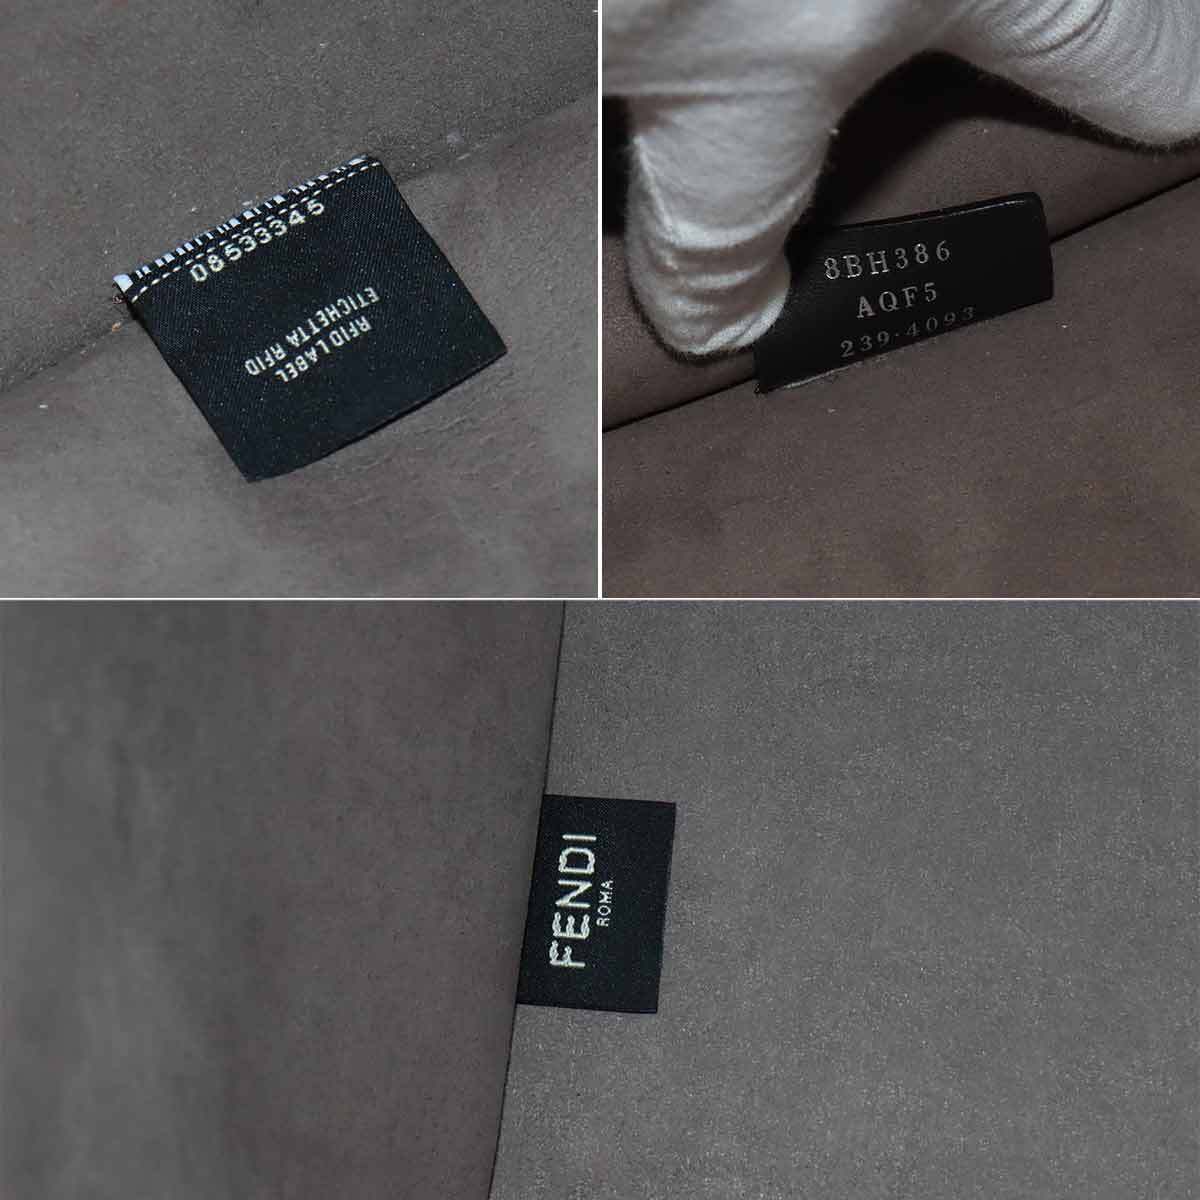 08533345
RFID LABEL
ETICHETTA RFID
8BH386
AQF5
239·4093
FENDI
ROMA